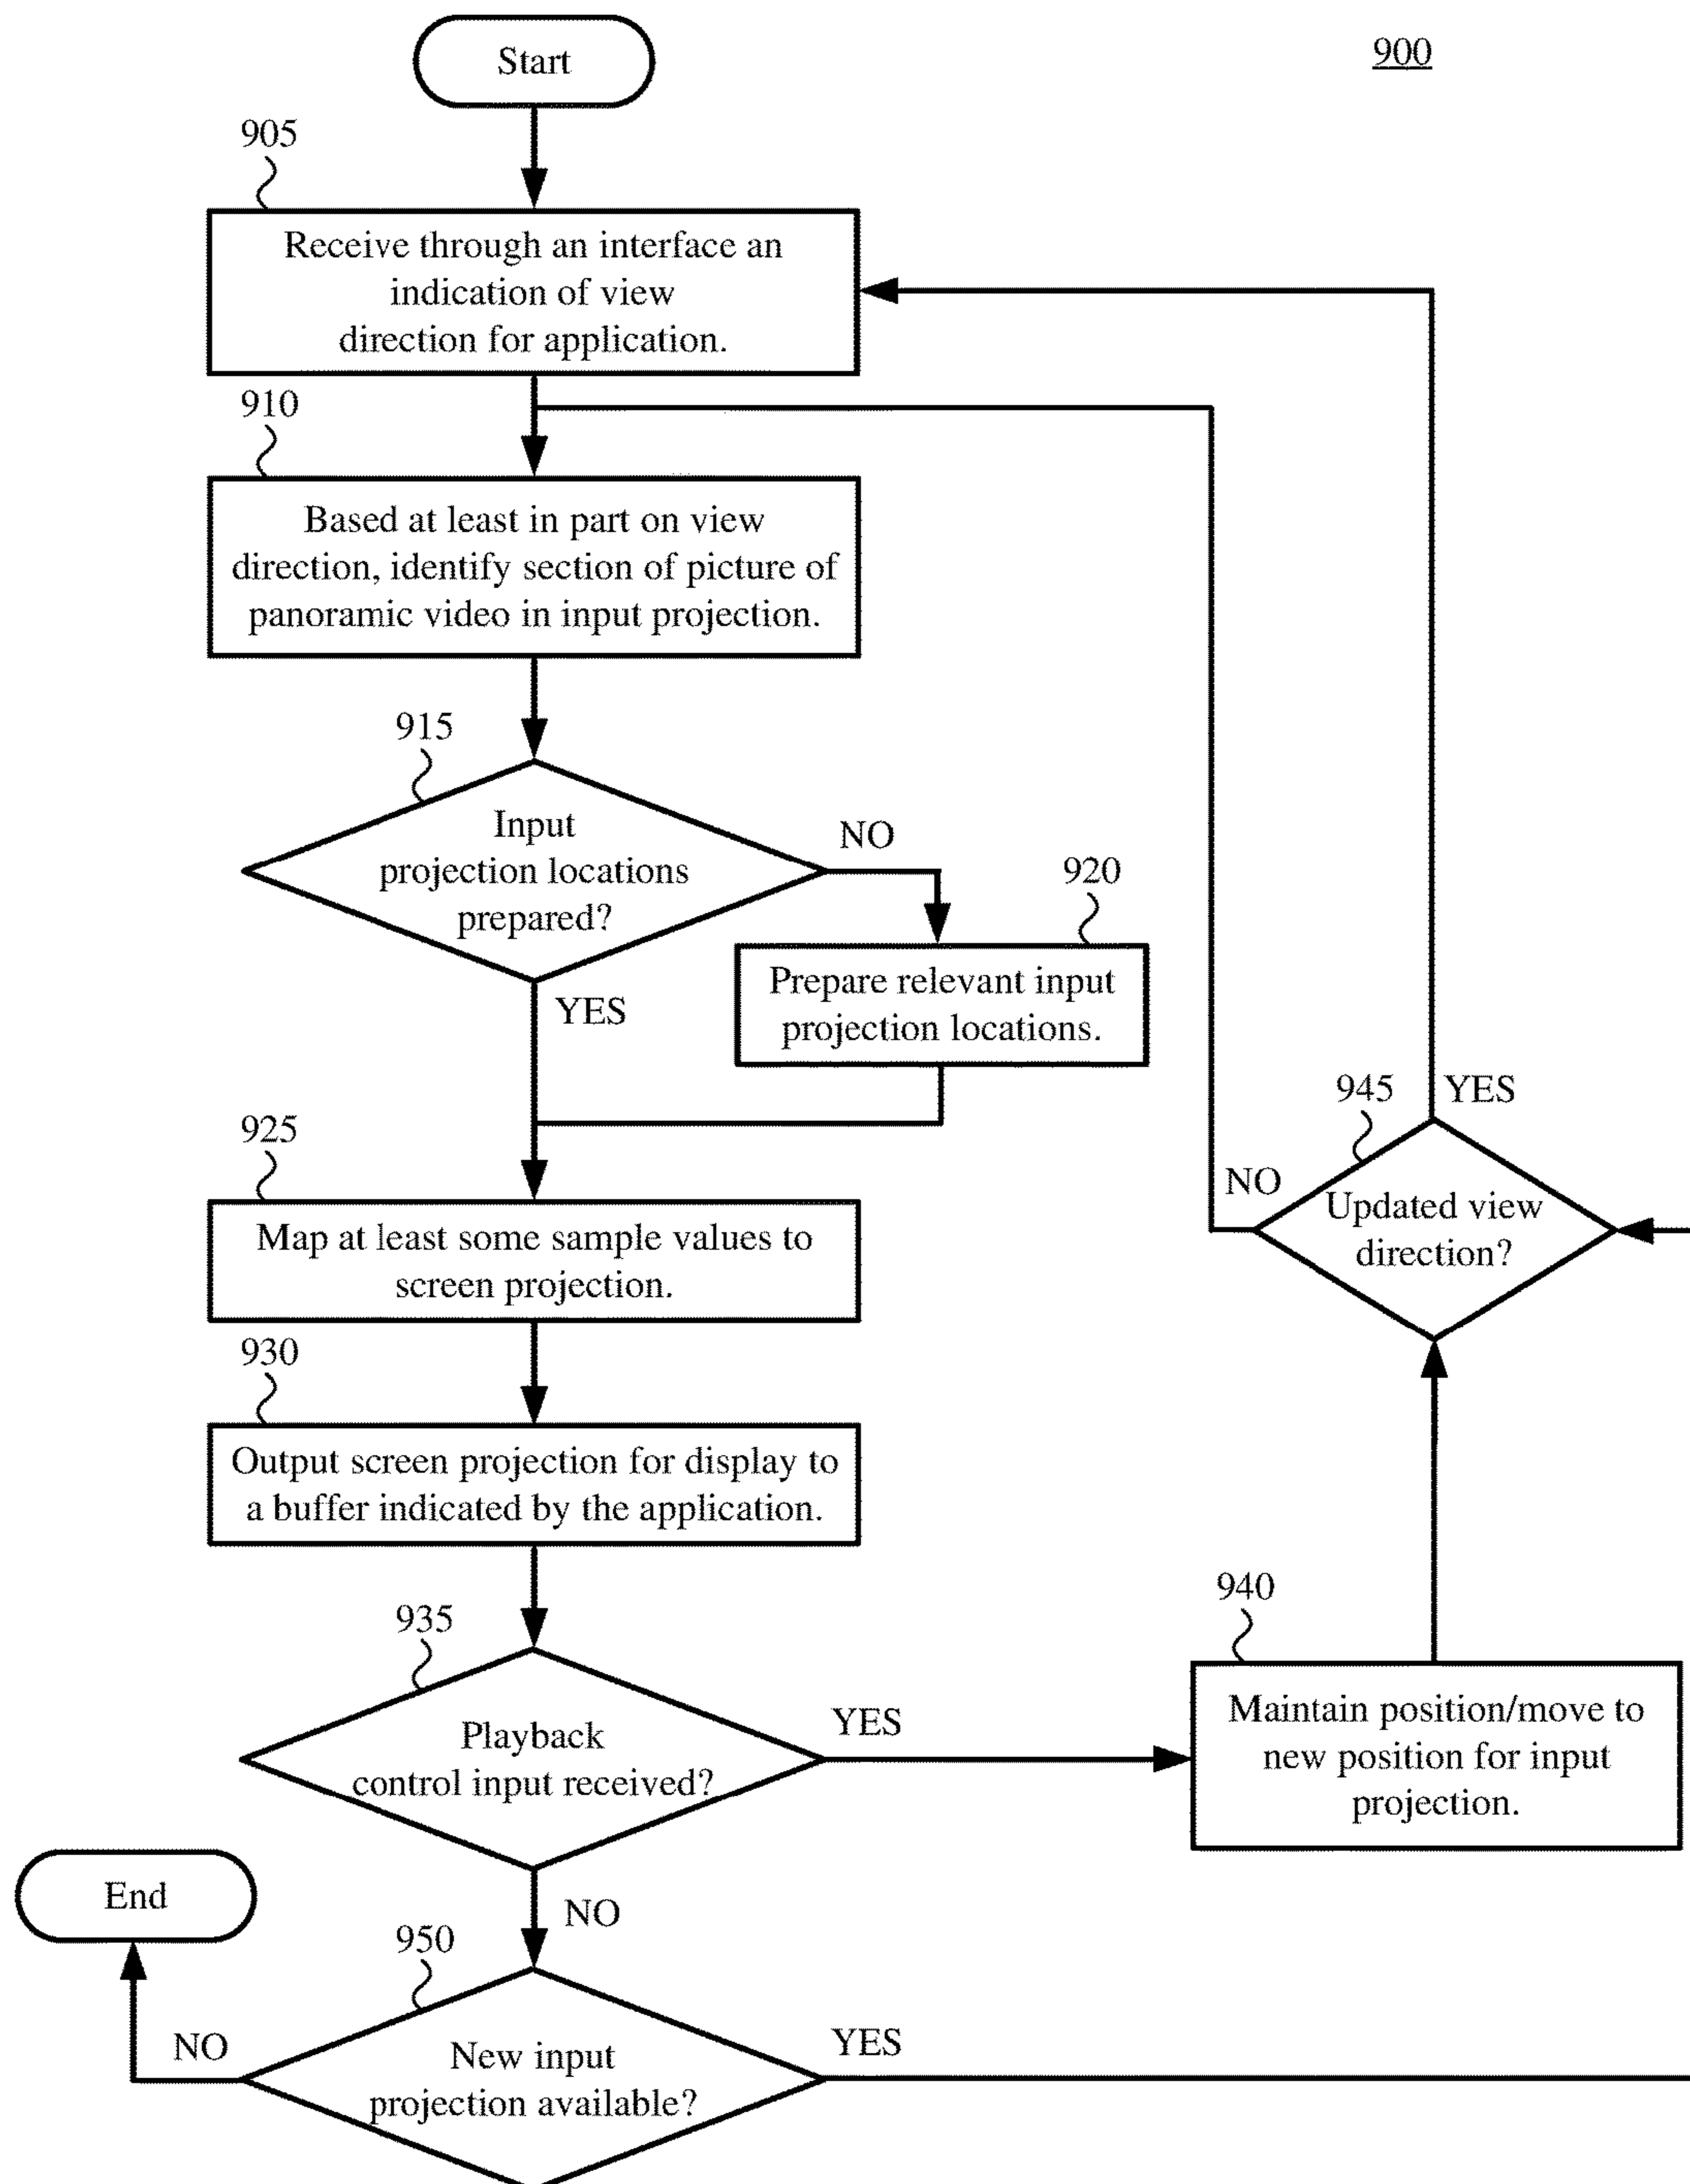 Start
900
905
Receive through an interface an
indication of view
direction for application.
910
Based at least in part on view
direction, identify section of picture of
panoramic video in input projection.
915
Input
projection locations
prepared?
NO
920
Prepare relevant input
projection locations.
YES
925
Map at least some sample values to
screen projection.
945
YES
NO
Updated view
direction?
930
Output screen projection for display to
a buffer indicated by the application.
935
Playback
control input received?
YES
940
Maintain position/move to
new position for input
projection.
NO
End
950
New input
projection available?
NO
YES